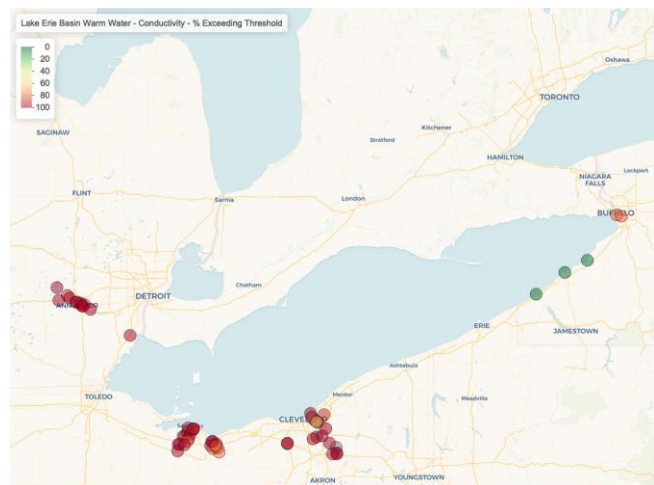 Lake Erie Basin Warm Water - Conductivity - % Exceeding Threshold
0
20
40
60
80
100
Oshawa
TORONTO
SAGINAW
Kitchener
Stratford
HAMILTON
Lockport
NIAGARA
FALLS
FLINT
Sarnia
London
BUFFALO
Chatham
DETROIT
ERIE
JAMESTOWN
Ashtabula
TOLEDO
Mentor
Meadville
AKRON
YOUNGSTOWN